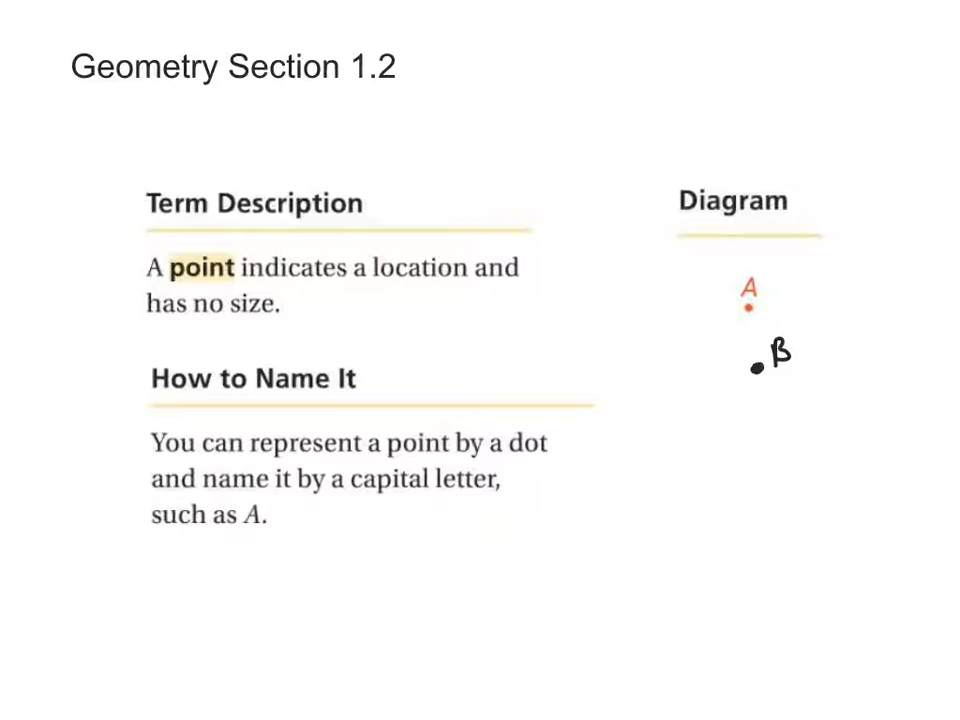 Geometry Section 1.2
Term Description
A point indicates a location and
has no size.
How to Name It
You can represent a point by a dot
and name it by a capital letter,
such as A.
Diagram
A
B